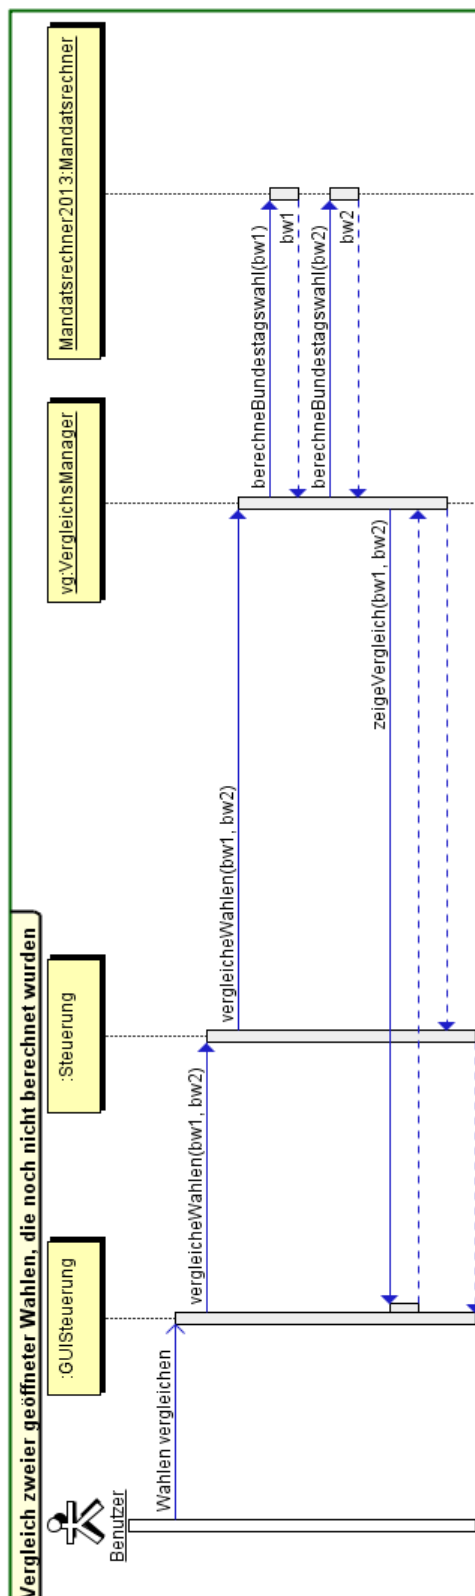 Vergleich zweier geöffneter Wahlen, die noch nicht berechnet wurden
Benutzer
:GUISteuerung
:Steuerung
vg:VergleichsManager
Mandatsrechner2013:Mandatsrechner
Wahlen vergleichen
vergleicheWahlen(bw1, bw2)
vergleicheWahlen(bw1, bw2)
berechneBundestagswahl(bw1)
bw1
berechneBundestagswahl(bw2)
bw2
zeigeVergleich(bw1, bw2)